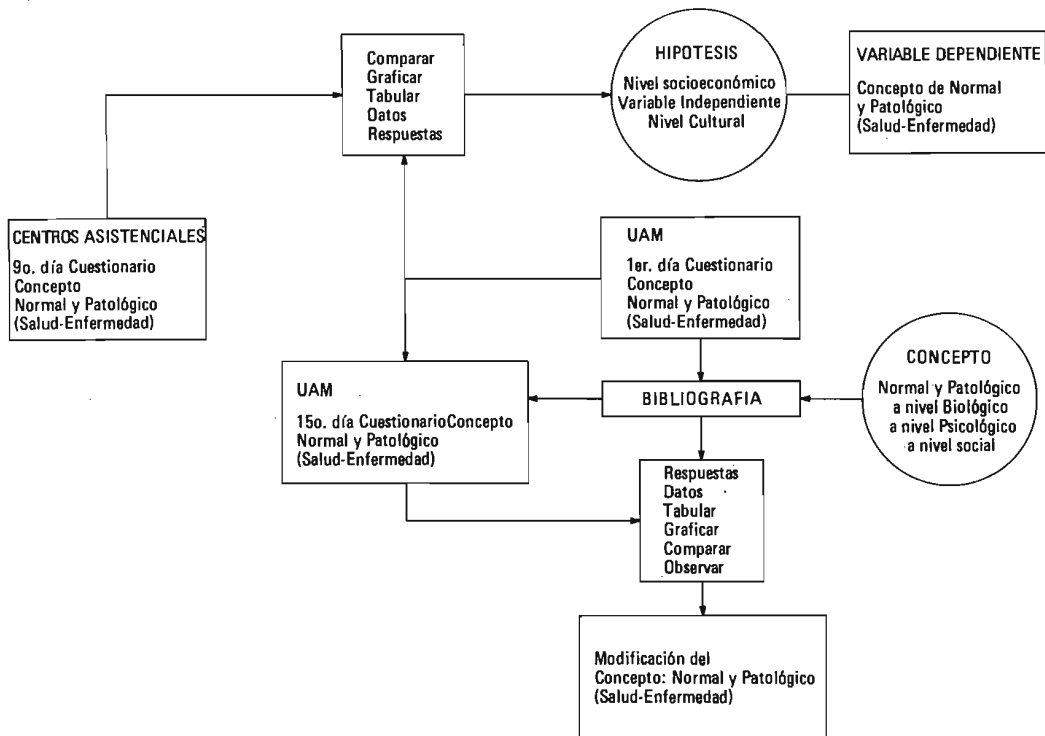 Comparar
Graficar
Tabular
Datos
Respuestas
HIPOTESIS
Nivel socioeconómico
Variable Independiente
Nivel Cultural
VARIABLE DEPENDIENTE
Concepto de Normal
y Patológico
(Salud-Enfermedad)
CENTROS ASISTENCIALES
9o. día Cuestionario
Concepto
Normal y Patológico
(Salud-Enfermedad)
UAM
1er. día Cuestionario
Concepto
Normal y Patológico
(Salud-Enfermedad)
UAM
15o. día CuestionarioConcepto
Normal y Patológico
(Salud-Enfermedad)
BIBLIOGRAFIA
CONCEPTO
Normal y Patológico
a nivel Biológico
a nivel Psicológico
a nivel social
Respuestas
Datos
Tabular
Graficar
Comparar
Observar
Modificación del
Concepto: Normal y Patológico
(Salud-Enfermedad)